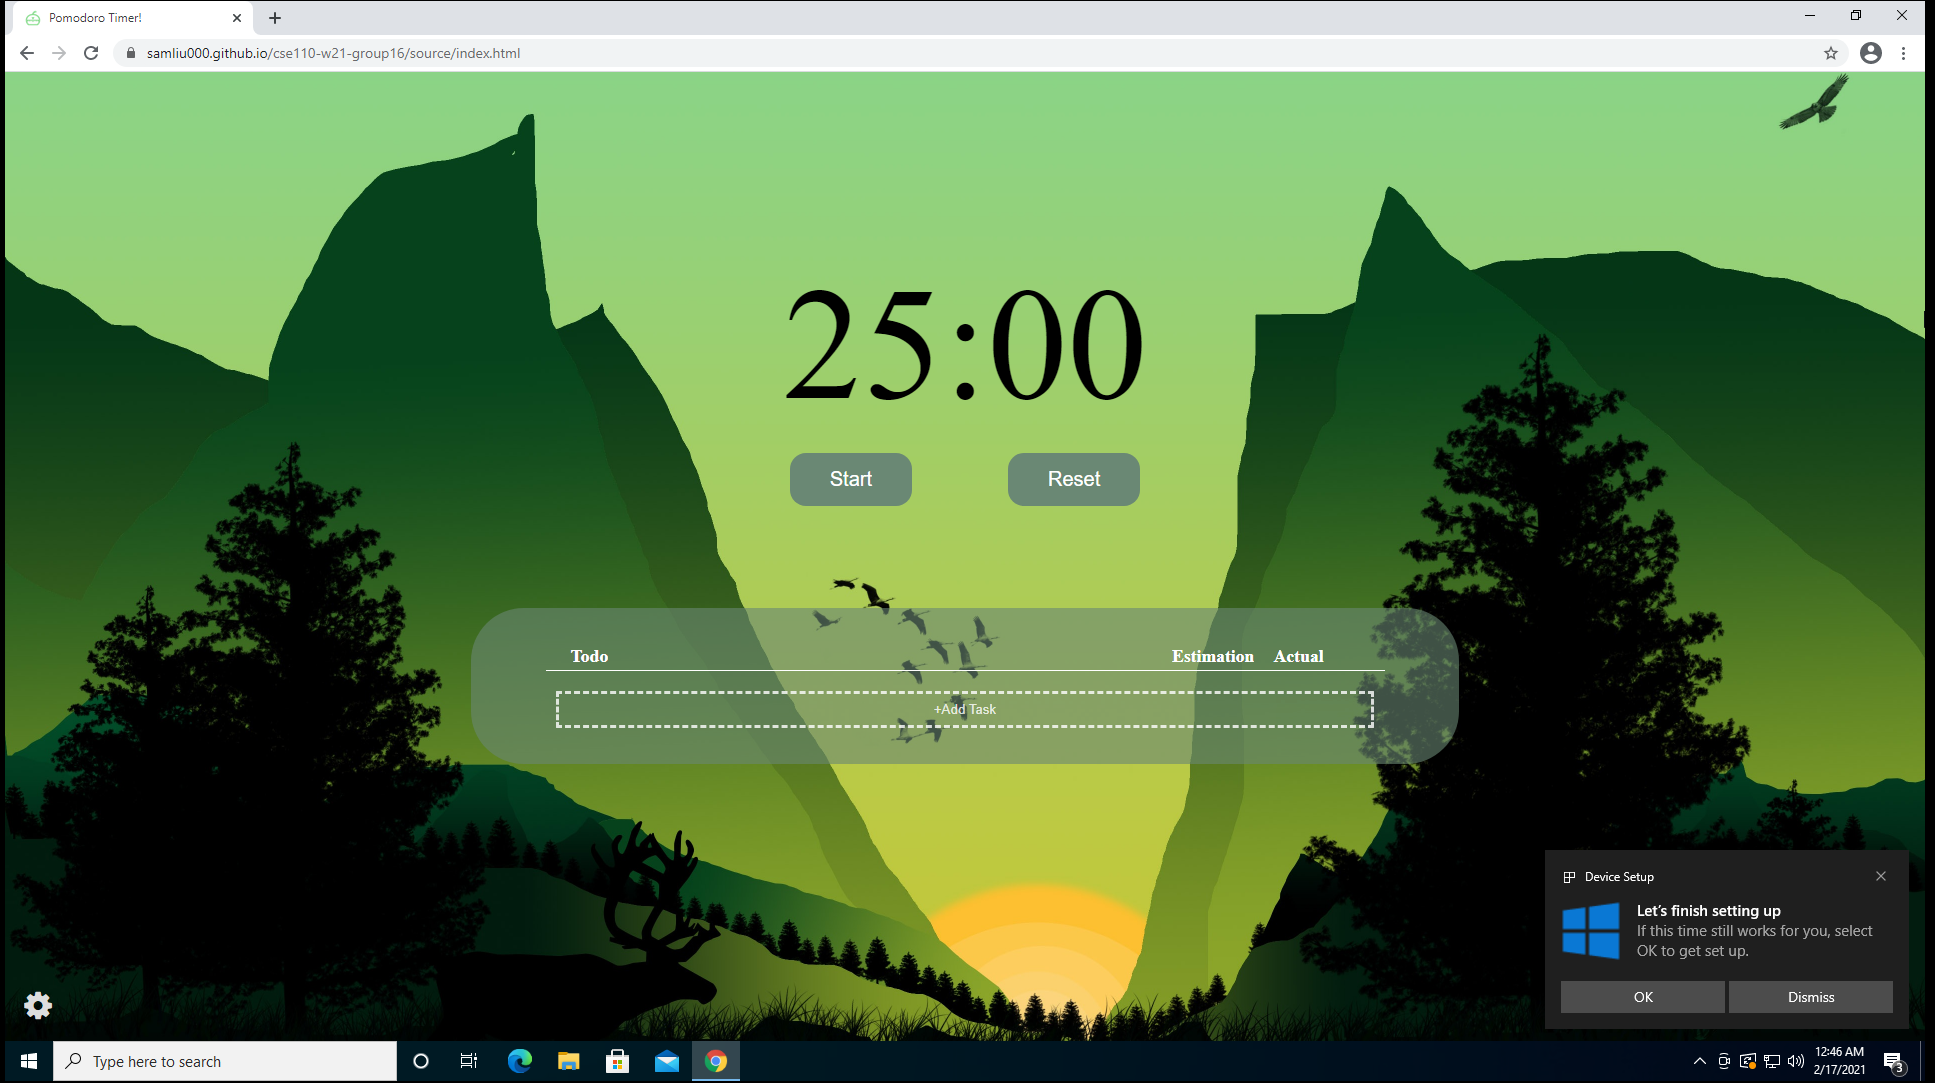 Pomodoro Timer!
samliu000.github.io/cse110-w21-group16/source/index.html
25:00
Start Reset
Todo Estimation Actual
+Add Task
Device Setup
Let's finish setting up
If this time still works for you, select
OK to get set up.
OK Dismiss
Type here to search
12:46 AM
2/17/2021
3